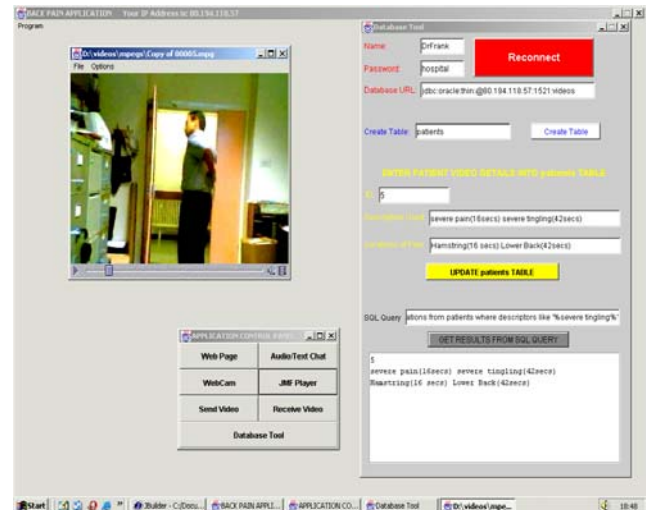 BACK PAIN APPLICATION Your IP Address is: 80.194.118.57
Program
D:\videos\mpegs\Copy of 00005.mpg
File Options
APPLICATION CONTROL PANEL
Web Page Audio/Text Chat
WebCam JMF Player
Send Video Receive Video
Database Tool
Database Tool
Name: DrFrank
Reconnect
Password: hospital
Database URL: jdbc:oracle:thin:@80.194.118.57:1521:videos
Create Table: patients Create Table
ENTER PATIENT VIDEO DETAILS INTO patients TABLE
ID: 5
severe pain(16secs) severe tingling(42secs)
Hamstring(16 secs) Lower Back(42secs)
UPDATE patients TABLE
SQL Query ations from patients where descriptors like '%severe tingling%'
GET RESULTS FROM SQL QUERY
5
severe pain(16secs) severe tingling(42secs)
Hamstring(16 secs) Lower Back(42secs)
Start JBuilder - C:/Docu... BACK PAIN APPLI... APPLICATION CO... Database Tool D:\videos\mpe... 18:48